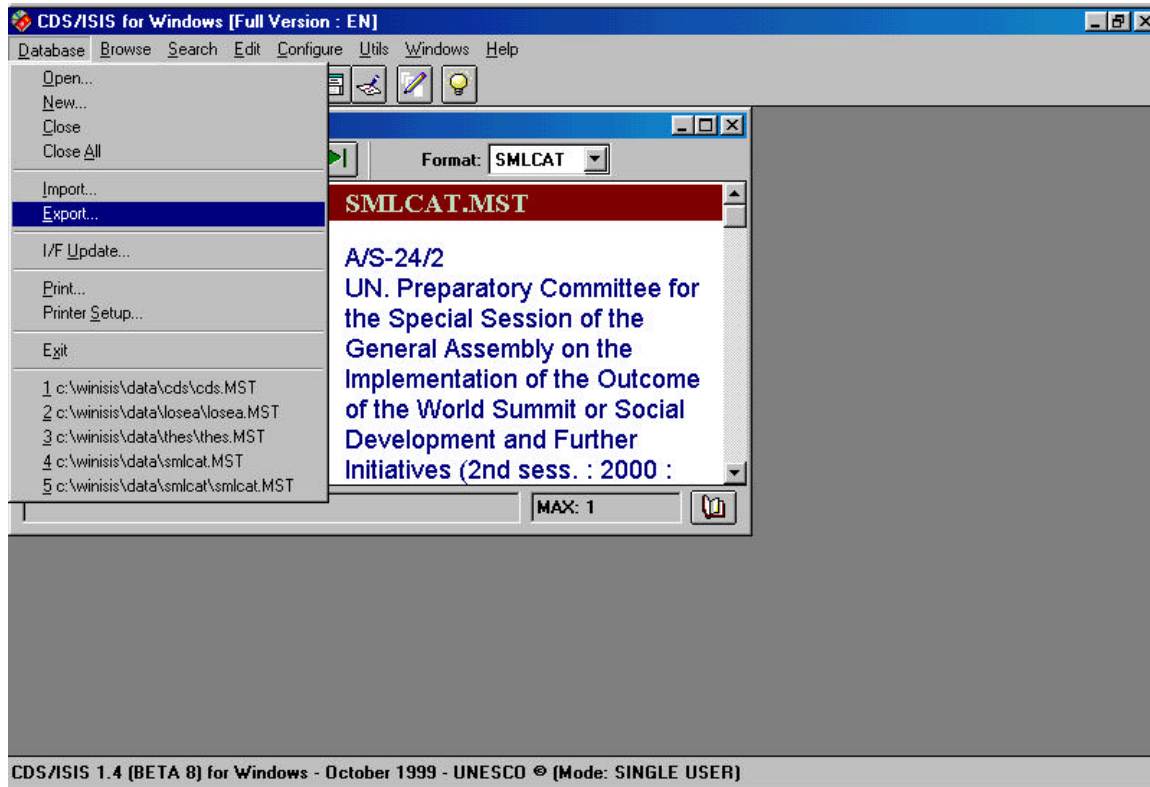 CDS/ISIS for Windows [Full Version : EN]
Database Browse Search Edit Configure Utils Windows Help
Open...
New...
Close
Close All
Import...
Export...
I/F Update...
Print...
Printer Setup...
Exit
1 c:\winisis\data\cds\cds.MST
2 c:\winisis\data\losea\losea.MST
3 c:\winisis\data\thes\thes.MST
4 c:\winisis\data\smlcat.MST
5 c:\winisis\data\smlcat\smlcat.MST
Format: SMLCAT
SMLCAT.MST
A/S-24/2
UN. Preparatory Committee for
the Special Session of the
General Assembly on the
Implementation of the Outcome
of the World Summit or Social
Development and Further
Initiatives (2nd sess. : 2000 :
MAX: 1
CDS/ISIS 1.4 (BETA 8) for Windows - October 1999 - UNESCO © (Mode: SINGLE USER)